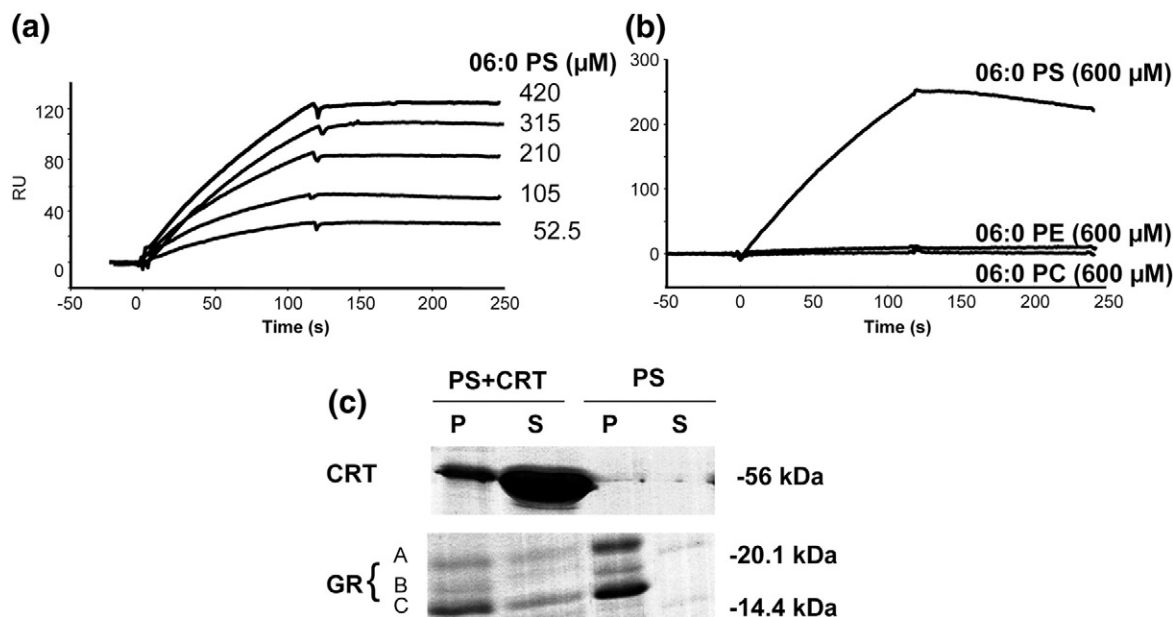 (a)
06:0 PS (µM)
420
315
210
105
52.5
RU
120
80
40
0
-50 0 50 100 150 200 250
Time (s)
(b)
300
200
100
0
06:0 PS (600 µM)
06:0 PE (600 µM)
06:0 PC (600 µM)
-50 0 50 100 150 200 250
Time (s)
(c)
PS+CRT PS
P S P S
CRT
-56 kDa
GR {
A
B
C
-20.1 kDa
-14.4 kDa